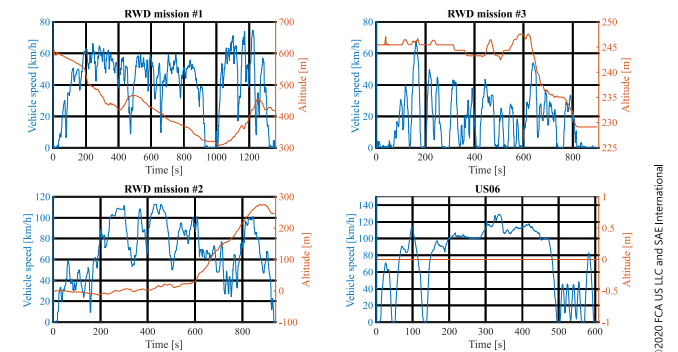 RWD mission #1
80
60
40
20
0
Vehicle speed [km/h]
700
600
500
400
300
Altitude [m]
0 200 400 600 800 1000 1200
Time [s]
RWD mission #3
80
60
40
20
0
Vehicle speed [km/h]
250
245
240
235
230
225
Altitude [m]
0 200 400 600 800
Time [s]
RWD mission #2
120
100
80
60
40
20
0
Vehicle speed [km/h]
300
200
100
0
-100
Altitude [m]
0 200 400 600 800
Time [s]
US06
140
120
100
80
60
40
20
0
Vehicle speed [km/h]
1
0.5
0
-0.5
-1
Altitude [m]
0 100 200 300 400 500 600
Time [s]
2020 FCA US LLC and SAE International